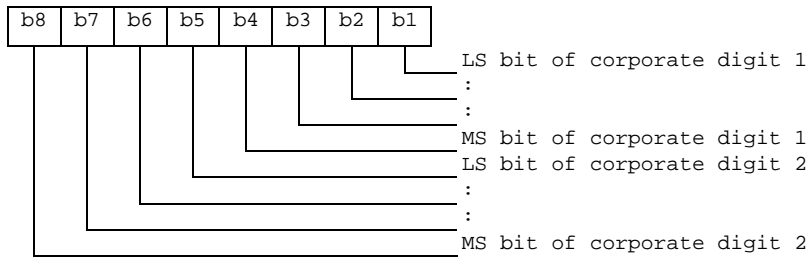 b8 b7 b6 b5 b4 b3 b2 b1
LS bit of corporate digit 1
:
:
MS bit of corporate digit 1
LS bit of corporate digit 2
:
:
MS bit of corporate digit 2